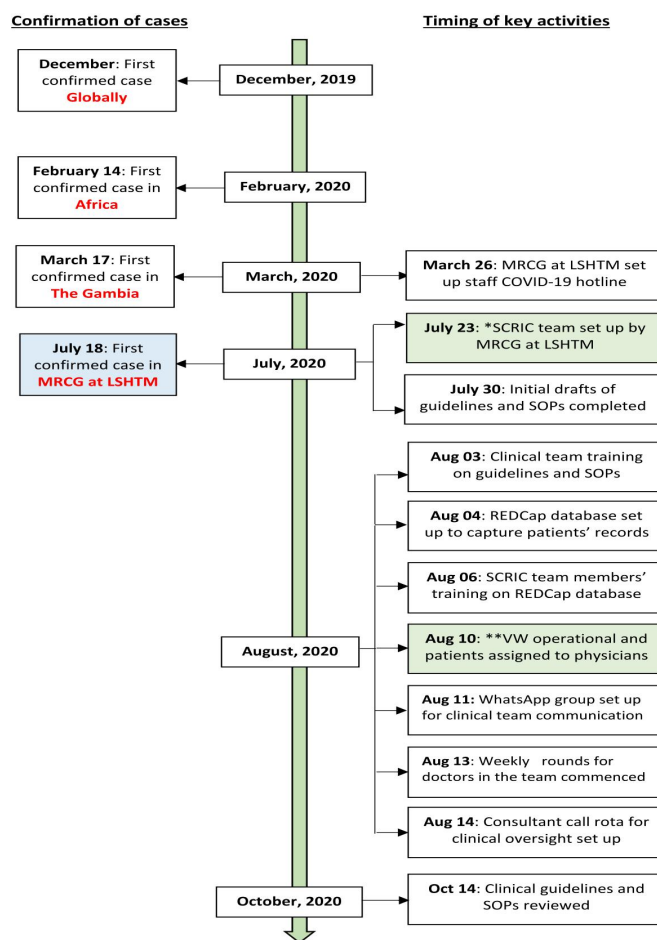 Confirmation of cases
Timing of key activities
December: First
confirmed case
Globally
December, 2019
February 14: First
confirmed case in
Africa
February, 2020
March 17: First
confirmed case in
The Gambia
March, 2020
March 26: MRCG at LSHTM set
up staff COVID-19 hotline
July 18: First
confirmed case in
MRCG at LSHTM
July, 2020
July 23: *SCRIC team set up by
MRCG at LSHTM
July 30: Initial drafts of
guidelines and SOPs completed
August, 2020
Aug 03: Clinical team training
on guidelines and SOPs
Aug 04: REDCap database set
up to capture patients’ records
Aug 06: SCRIC team members’
training on REDCap database
Aug 10: **VW operational and
patients assigned to physicians
Aug 11: WhatsApp group set up
for clinical team communication
Aug 13: Weekly rounds for
doctors in the team commenced
Aug 14: Consultant call rota for
clinical oversight set up
October, 2020
Oct 14: Clinical guidelines and
SOPs reviewed